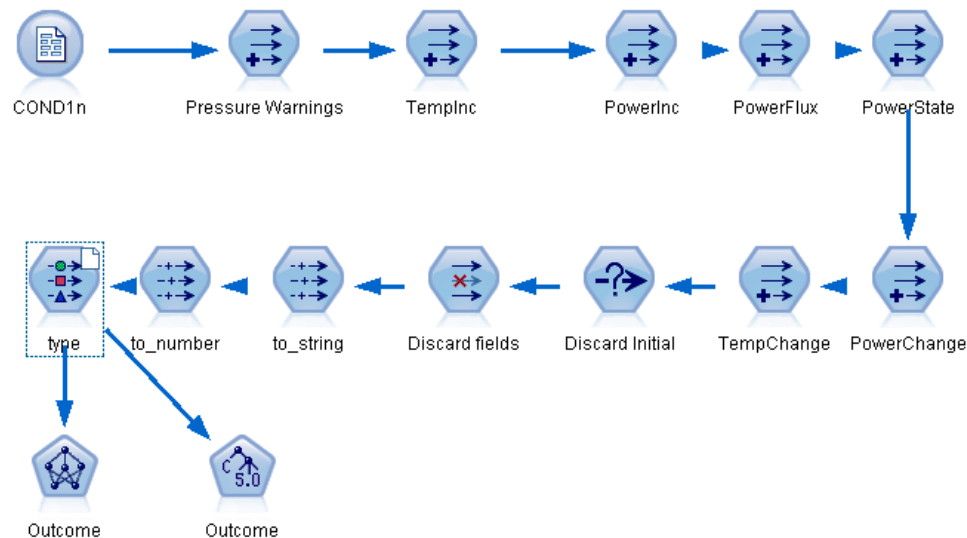 COND1n
Pressure Warnings
TempInc
PowerInc
PowerFlux
PowerState
type
to_number
to_string
Discard fields
Discard Initial
TempChange
PowerChange
C 5.0
Outcome
Outcome